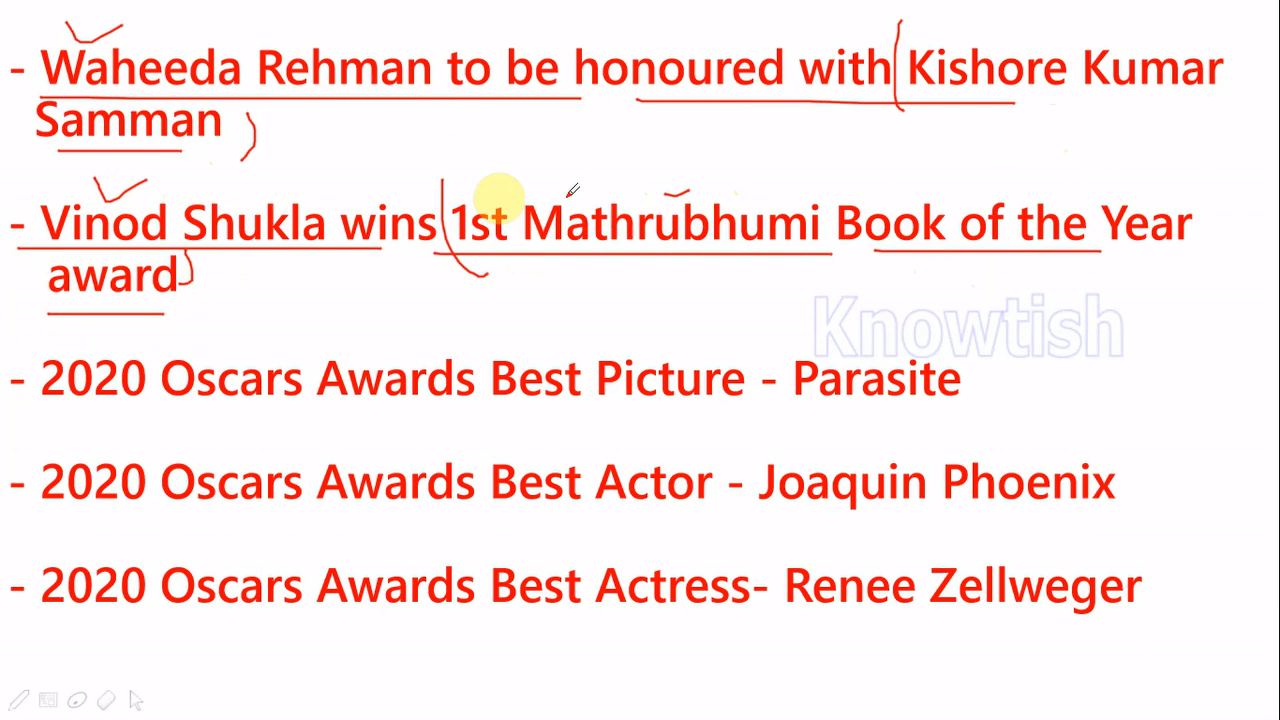 - Waheeda Rehman to be honoured with Kishore Kumar
Samman
- Vinod Shukla wins 1st Mathrubhumi Book of the Year
award
Knowtish
- 2020 Oscars Awards Best Picture - Parasite
- 2020 Oscars Awards Best Actor - Joaquin Phoenix
- 2020 Oscars Awards Best Actress- Renee Zellweger